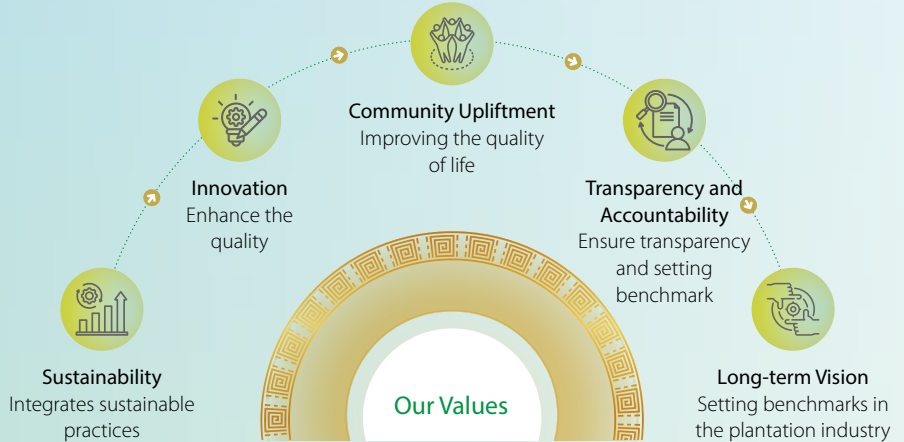 Sustainability
Integrates sustainable
practices
Innovation
Enhance the
quality
Community Upliftment
Improving the quality
of life
Transparency and
Accountability
Ensure transparency
and setting
benchmark
Long-term Vision
Setting benchmarks in
the plantation industry
Our Values